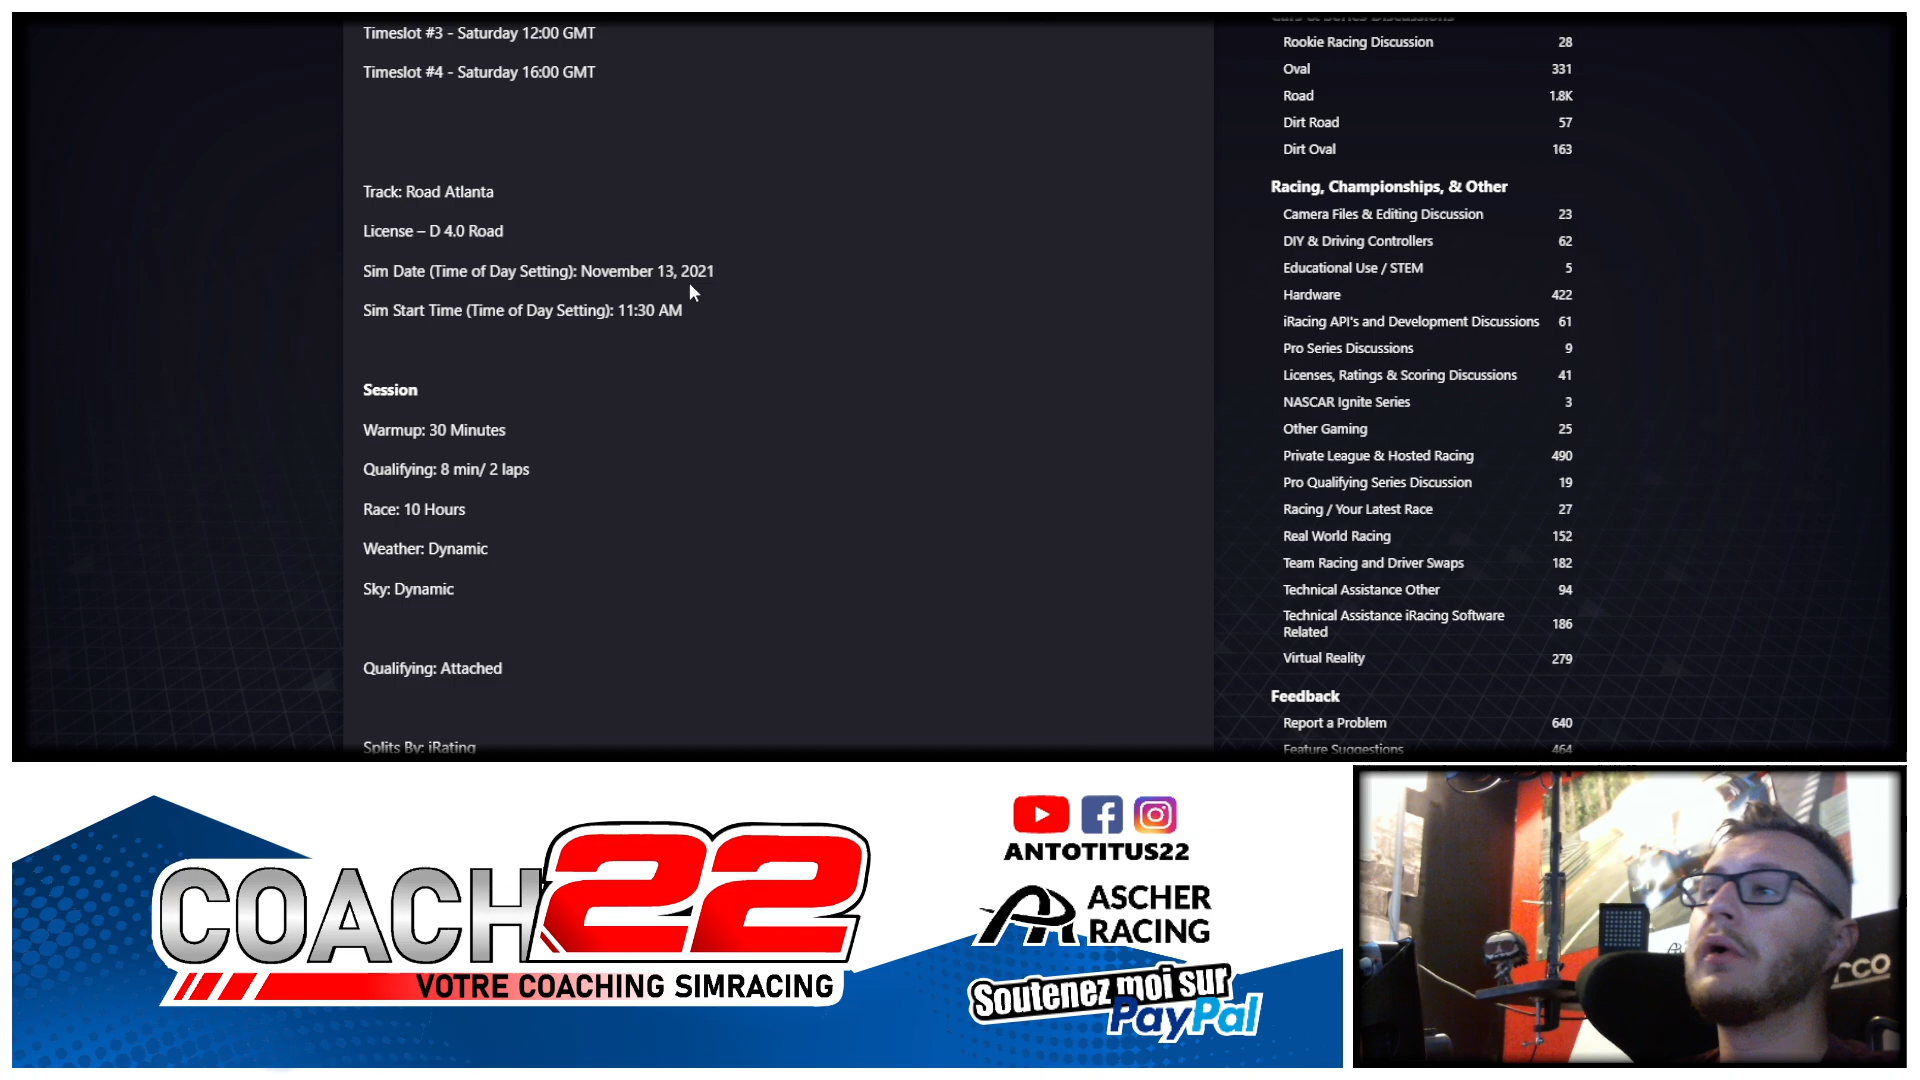 Timeslot #3 - Saturday 12:00 GMT
Timeslot #4 - Saturday 16:00 GMT
Track: Road Atlanta
License – D 4.0 Road
Sim Date (Time of Day Setting): November 13, 2021
Sim Start Time (Time of Day Setting): 11:30 AM
Session
Warmup: 30 Minutes
Qualifying: 8 min/ 2 laps
Race: 10 Hours
Weather: Dynamic
Sky: Dynamic
Qualifying: Attached
Splits By: iRating
Cars & Series Discussions
Rookie Racing Discussion 28
Oval 331
Road 1.8K
Dirt Road 57
Dirt Oval 163
Racing, Championships, & Other
Camera Files & Editing Discussion 23
DIY & Driving Controllers 62
Educational Use / STEM 5
Hardware 422
iRacing API's and Development Discussions 61
Pro Series Discussions 9
Licenses, Ratings & Scoring Discussions 41
NASCAR Ignite Series 3
Other Gaming 25
Private League & Hosted Racing 490
Pro Qualifying Series Discussion 19
Racing / Your Latest Race 27
Real World Racing 152
Team Racing and Driver Swaps 182
Technical Assistance Other 94
Technical Assistance iRacing Software
Related 186
Virtual Reality 279
Feedback
Report a Problem 640
Feature Suggestions 464
COACH 22
VOTRE COACHING SIMRACING
ANTOTITUS22
ASCHER
RACING
Soutenez moi sur
PayPal
rco